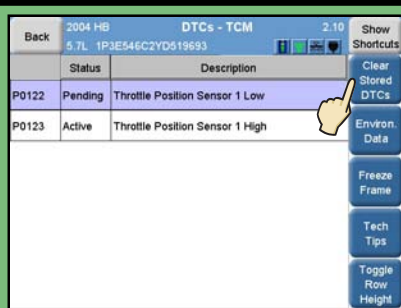 Back
2004 HB DTCs - TCM 2.10
5.7L 1P3E546C2YD519693
Show
Shortcuts
Status Description
Clear
Stored
DTCs
P0122 Pending Throttle Position Sensor 1 Low
P0123 Active Throttle Position Sensor 1 High
Environ.
Data
Freeze
Frame
Tech
Tips
Toggle
Row
Height